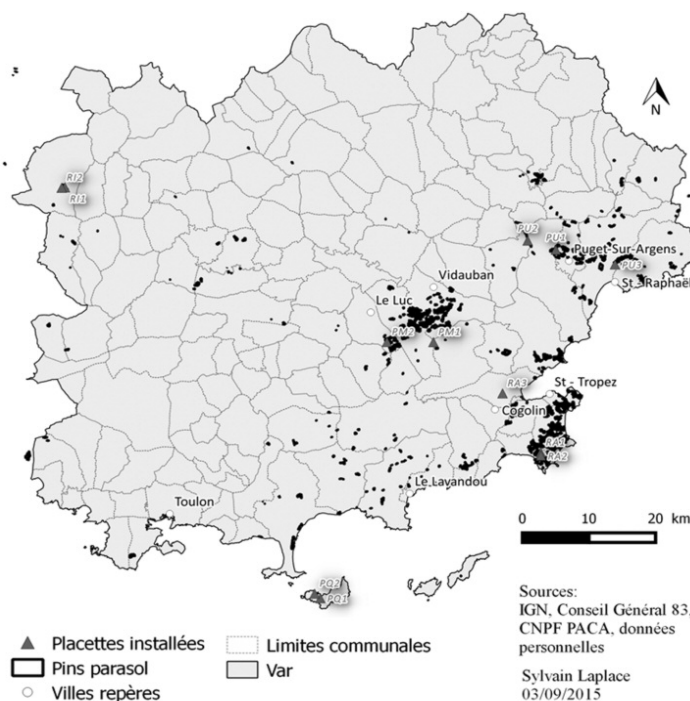 N
RI2
RI1
PU2
PU1
Puget-Sur-Argens
PU3
St - Raphaël
Vidauban
Le Luc
PM2
PM1
RA3
St - Tropez
Cogolin
RA1
RA2
Le Lavandou
Toulon
0 10 20 km
PQ2
PQ1
Sources:
IGN, Conseil Général 83,
CNPF PACA, données
personnelles
Sylvain Laplace
03/09/2015
Placettes installées
Pins parasol
Villes repères
Limites communales
Var